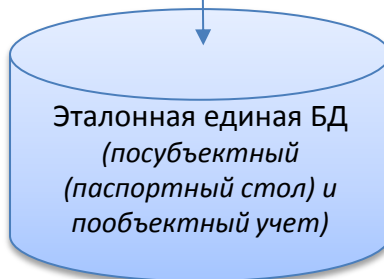 Эталонная единая БД
(посубъектный
(паспортный стол) и
пообъектный учет)